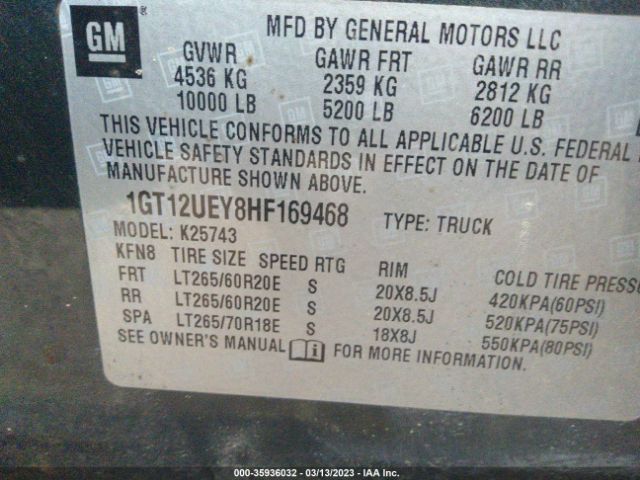 GM ®
MFD BY GENERAL MOTORS LLC
GVWR GAWR FRT GAWR RR
4536 KG 2359 KG 2812 KG
10000 LB 5200 LB 6200 LB
THIS VEHICLE CONFORMS TO ALL APPLICABLE U.S. FEDERAL
VEHICLE SAFETY STANDARDS IN EFFECT ON THE DATE OF
MANUFACTURE SHOWN ABOVE.
1GT12UEY8HF169468 TYPE: TRUCK
MODEL: K25743
KFN8 TIRE SIZE SPEED RTG RIM COLD TIRE PRESS
FRT LT265/60R20E S 20X8.5J 420KPA(60PSI)
RR LT265/60R20E S 20X8.5J 520KPA(75PSI)
SPA LT265/70R18E S 18X8J 550KPA(80PSI)
SEE OWNER'S MANUAL i FOR MORE INFORMATION.
000-35936032 — 03/13/2023 — IAA Inc.